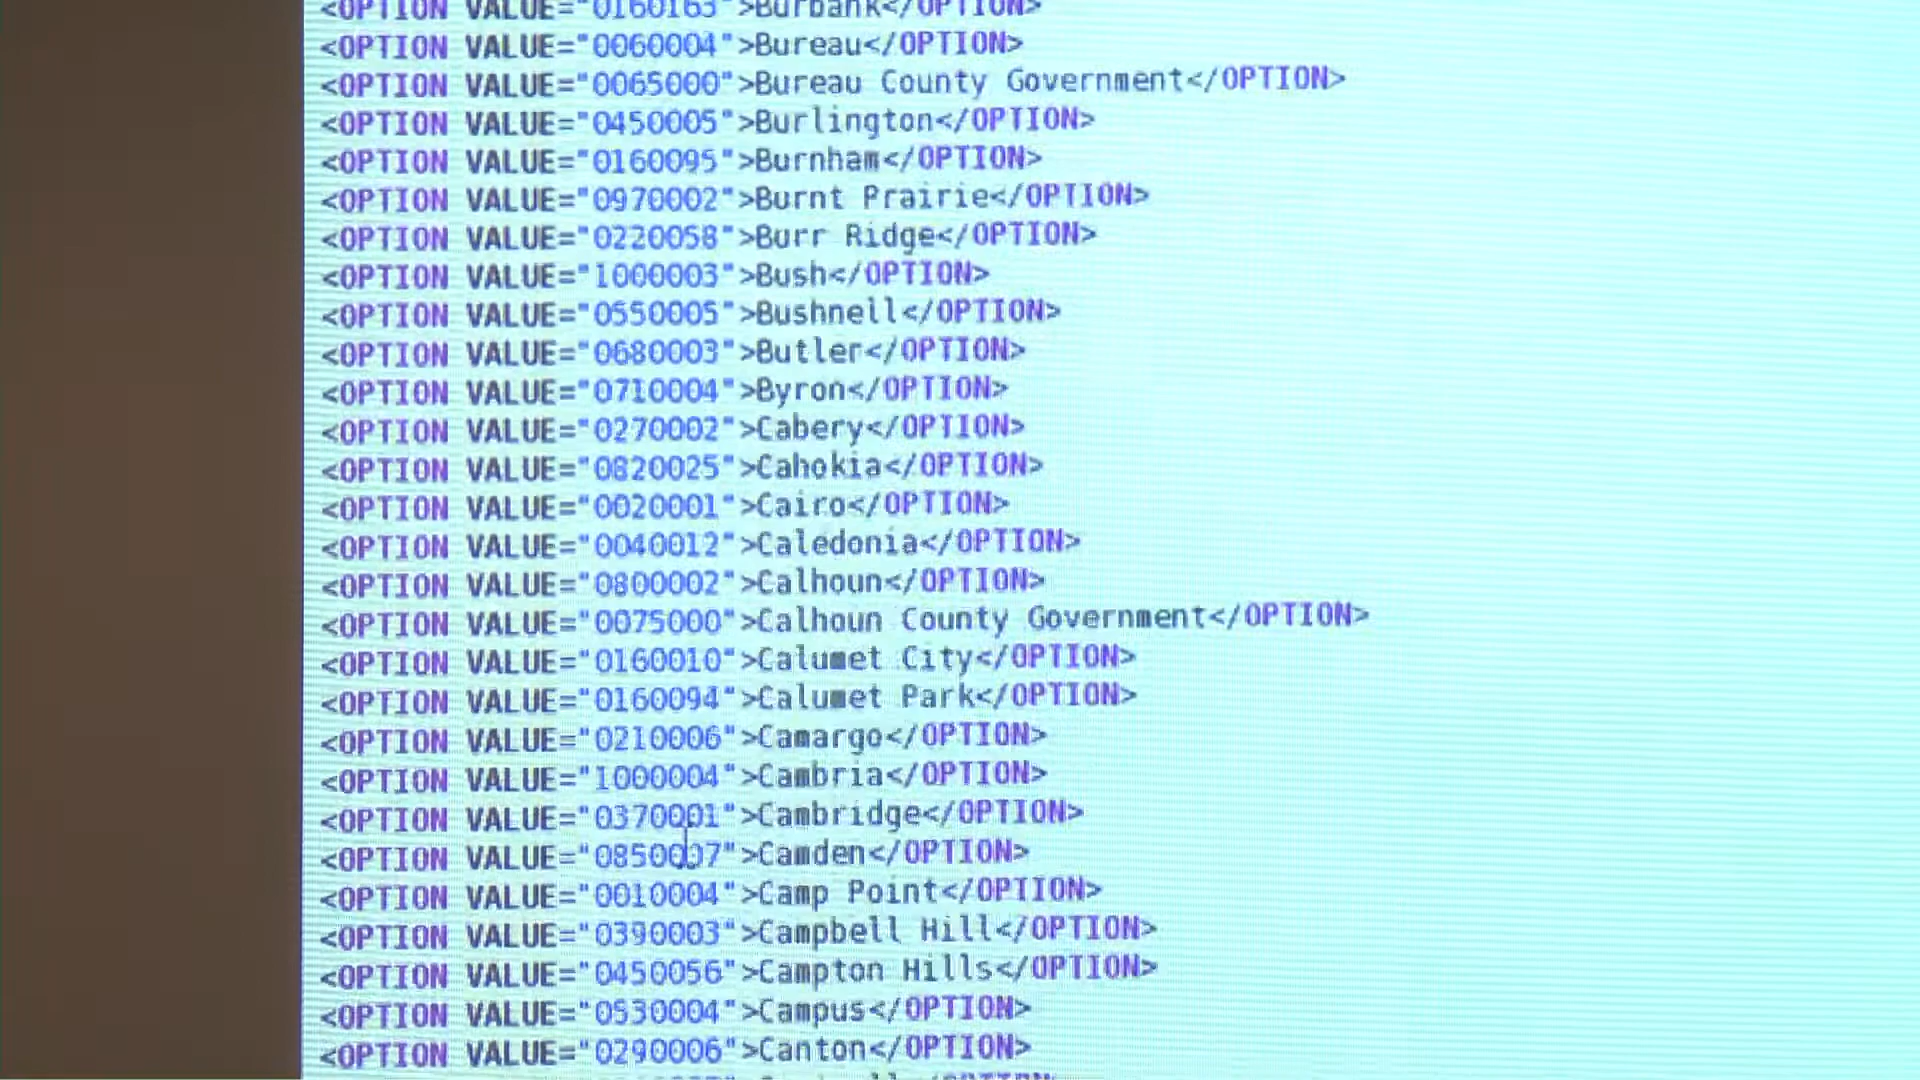 <OPTION VALUE="0160163">Burbank</OPTION>
<OPTION VALUE="0060004">Bureau</OPTION>
<OPTION VALUE="0065000">Bureau County Government</OPTION>
<OPTION VALUE="0450005">Burlington</OPTION>
<OPTION VALUE="0160095">Burnham</OPTION>
<OPTION VALUE="0970002">Burnt Prairie</OPTION>
<OPTION VALUE="0220058">Burr Ridge</OPTION>
<OPTION VALUE="1000003">Bush</OPTION>
<OPTION VALUE="0550005">Bushnell</OPTION>
<OPTION VALUE="0680003">Butler</OPTION>
<OPTION VALUE="0710004">Byron</OPTION>
<OPTION VALUE="0270002">Cabery</OPTION>
<OPTION VALUE="0820025">Cahokia</OPTION>
<OPTION VALUE="0020001">Cairo</OPTION>
<OPTION VALUE="0040012">Caledonia</OPTION>
<OPTION VALUE="0800002">Calhoun</OPTION>
<OPTION VALUE="0075000">Calhoun County Government</OPTION>
<OPTION VALUE="0160010">Calumet City</OPTION>
<OPTION VALUE="0160094">Calumet Park</OPTION>
<OPTION VALUE="0210006">Camargo</OPTION>
<OPTION VALUE="1000004">Cambria</OPTION>
<OPTION VALUE="0370001">Cambridge</OPTION>
<OPTION VALUE="0850007">Camden</OPTION>
<OPTION VALUE="0010004">Camp Point</OPTION>
<OPTION VALUE="0390003">Campbell Hill</OPTION>
<OPTION VALUE="0450056">Campton Hills</OPTION>
<OPTION VALUE="0530004">Campus</OPTION>
<OPTION VALUE="0290006">Canton</OPTION>